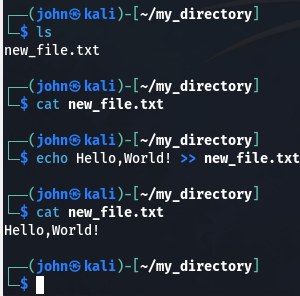 ┌──(john㉿kali)-[~/my_directory]
└─$ ls
new_file.txt
┌──(john㉿kali)-[~/my_directory]
└─$ cat new_file.txt
┌──(john㉿kali)-[~/my_directory]
└─$ echo Hello,World! >> new_file.txt
┌──(john㉿kali)-[~/my_directory]
└─$ cat new_file.txt
Hello,World!
┌──(john㉿kali)-[~/my_directory]
└─$